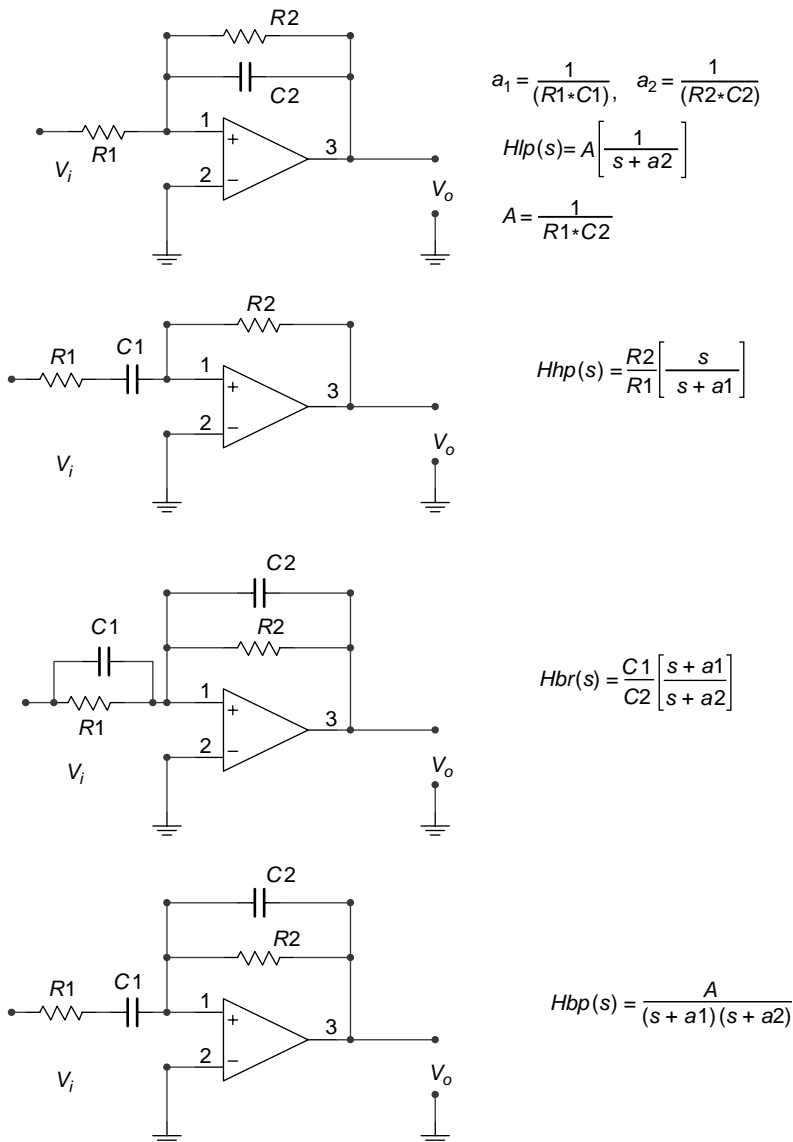 R2
C2
R1
1
+
2
−
3
V_i
V_o
a_1 = 1/(R1*C1), a_2 = 1/(R2*C2)
Hlp(s) = A[1/(s + a2)]
A = 1/(R1*C2)
R2
R1
C1
1
+
2
−
3
V_i
V_o
Hhp(s) = R2/R1[s/(s + a1)]
C2
C1
R2
R1
1
+
2
−
3
V_i
V_o
Hbr(s) = C1/C2[(s + a1)/(s + a2)]
C2
R2
R1
C1
1
+
2
−
3
V_i
V_o
Hbp(s) = A/((s + a1)(s + a2))